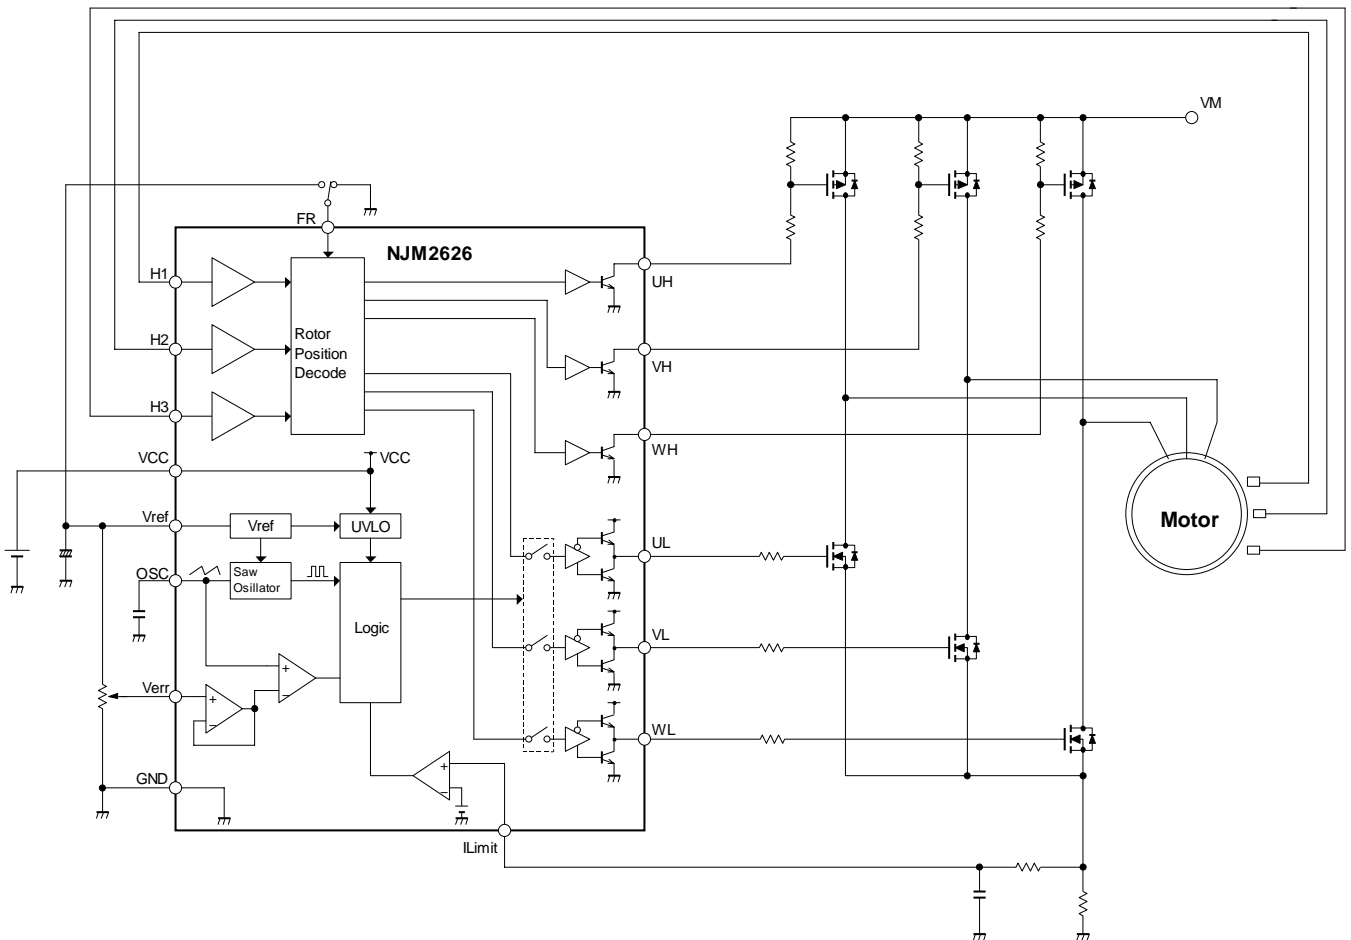 VM
FR
NJM2626
H1
UH
H2
Rotor
Position
Decode
VH
H3
WH
VCC
VCC
Vref
Vref
UVLO
Motor
UL
OSC
Saw
Osillator
Logic
VL
+
−
Verr
+
−
WL
+
−
GND
ILimit